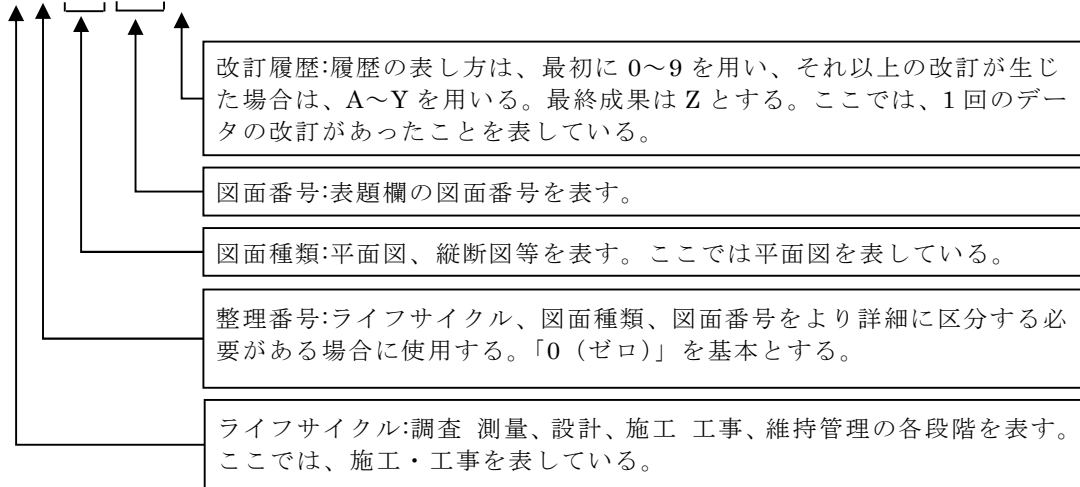 改訂履歴:履歴の表し方は、最初に 0~9 を用い、それ以上の改訂が生じ
た場合は、A~Y を用いる。最終成果は Z とする。ここでは、1 回のデー
タの改訂があったことを表している。
図面番号:表題欄の図面番号を表す。
図面種類:平面図、縦断図等を表す。ここでは平面図を表している。
整理番号:ライフサイクル、図面種類、図面番号をより詳細に区分する必
要がある場合に使用する。「0（ゼロ）」を基本とする。
ライフサイクル:調査 測量、設計、施工 工事、維持管理の各段階を表す。
ここでは、施工・工事を表している。